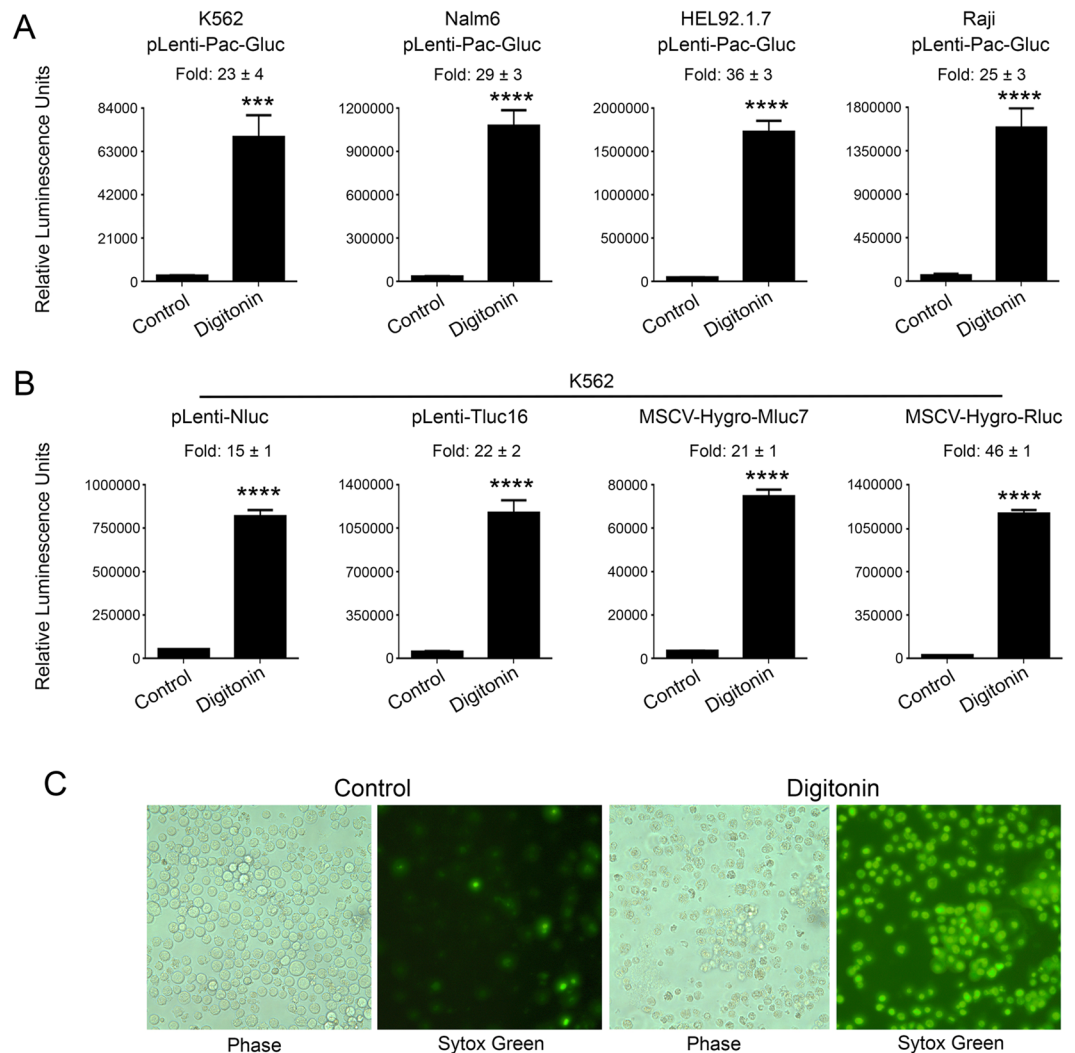 A
K562
pLenti-Pac-Gluc
Fold: 23 ± 4
Nalm6
pLenti-Pac-Gluc
Fold: 29 ± 3
HEL92.1.7
pLenti-Pac-Gluc
Fold: 36 ± 3
Raji
pLenti-Pac-Gluc
Fold: 25 ± 3
Relative Luminescence Units
84000
63000
42000
21000
0
***
Control
Digitonin
1200000
900000
600000
300000
0
****
Control
Digitonin
2000000
1500000
1000000
500000
0
****
Control
Digitonin
1800000
1350000
900000
450000
0
****
Control
Digitonin
B
K562
pLenti-Nluc
Fold: 15 ± 1
pLenti-Tluc16
Fold: 22 ± 2
MSCV-Hygro-Mluc7
Fold: 21 ± 1
MSCV-Hygro-Rluc
Fold: 46 ± 1
Relative Luminescence Units
1000000
750000
500000
250000
0
****
Control
Digitonin
1400000
1050000
700000
350000
0
****
Control
Digitonin
80000
60000
40000
20000
0
****
Control
Digitonin
1400000
1050000
700000
350000
0
****
Control
Digitonin
C
Control
Digitonin
Phase
Sytox Green
Phase
Sytox Green